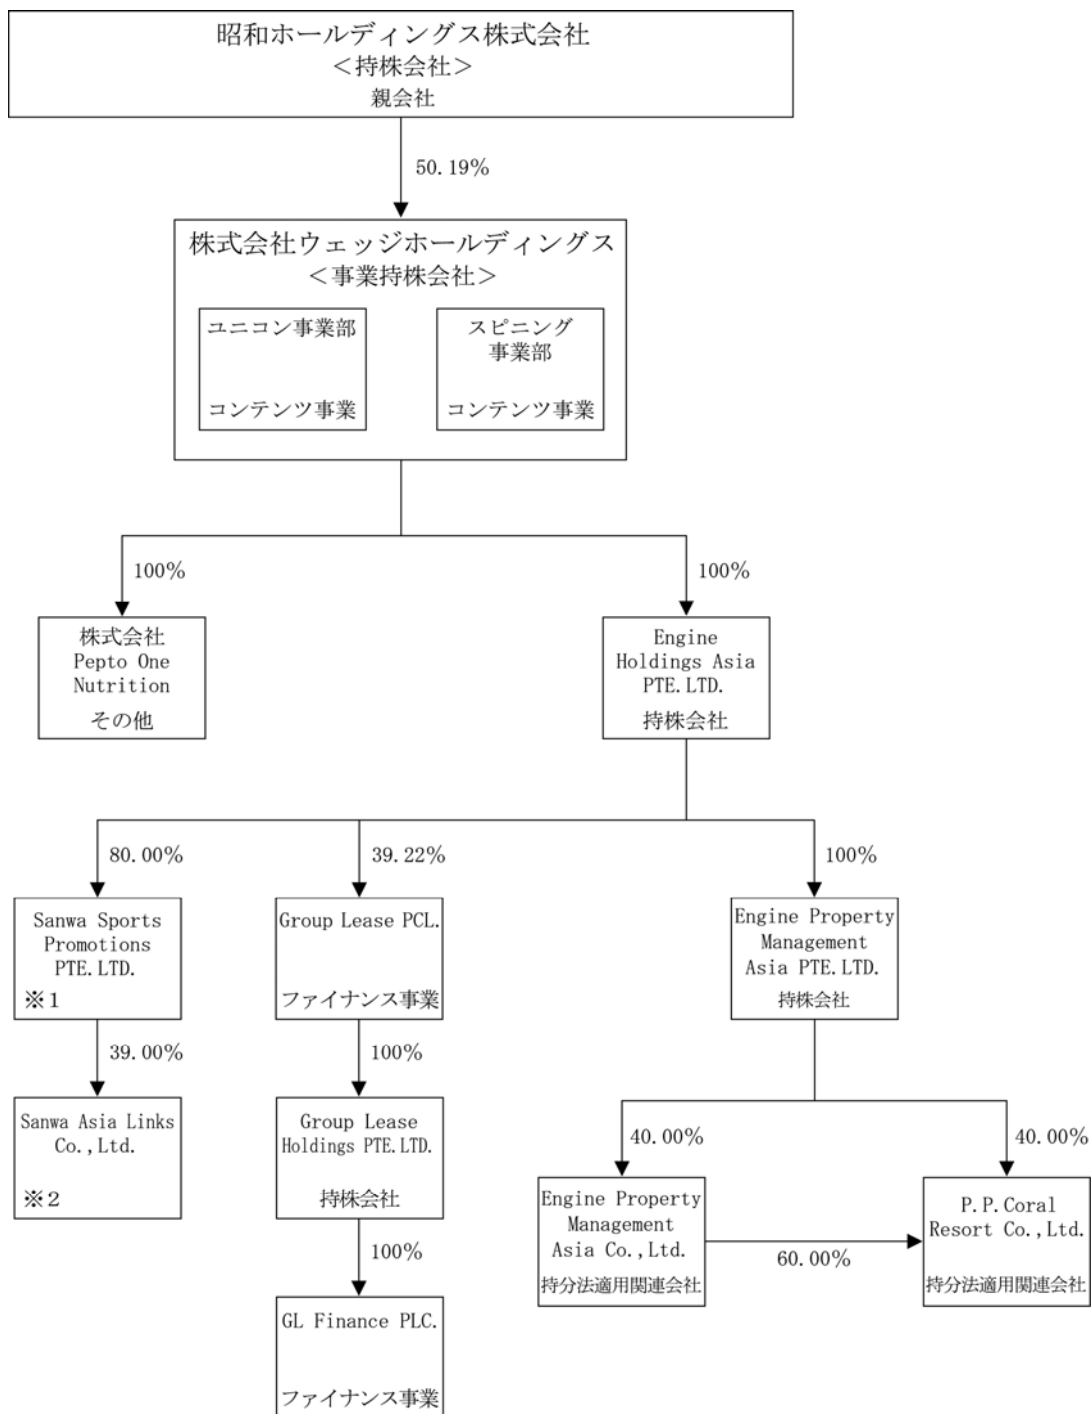 昭和ホールディングス株式会社
＜持株会社＞
親会社
50.19%
株式会社ウェッジホールディングス
＜事業持株会社＞
ユニコン事業部
コンテンツ事業
スピニング
事業部
コンテンツ事業
100%
100%
株式会社
Pepto One
Nutrition
その他
Engine
Holdings Asia
PTE.LTD.
持株会社
80.00%
39.22%
100%
Sanwa Sports
Promotions
PTE.LTD.
※1
Group Lease PCL.
ファイナンス事業
Engine Property
Management
Asia PTE.LTD.
持株会社
39.00%
100%
Sanwa Asia Links
Co.,Ltd.
※2
Group Lease
Holdings PTE.LTD.
持株会社
40.00%
40.00%
Engine Property
Management
Asia Co.,Ltd.
持分法適用関連会社
60.00%
P.P.Coral
Resort Co.,Ltd.
持分法適用関連会社
100%
GL Finance PLC.
ファイナンス事業